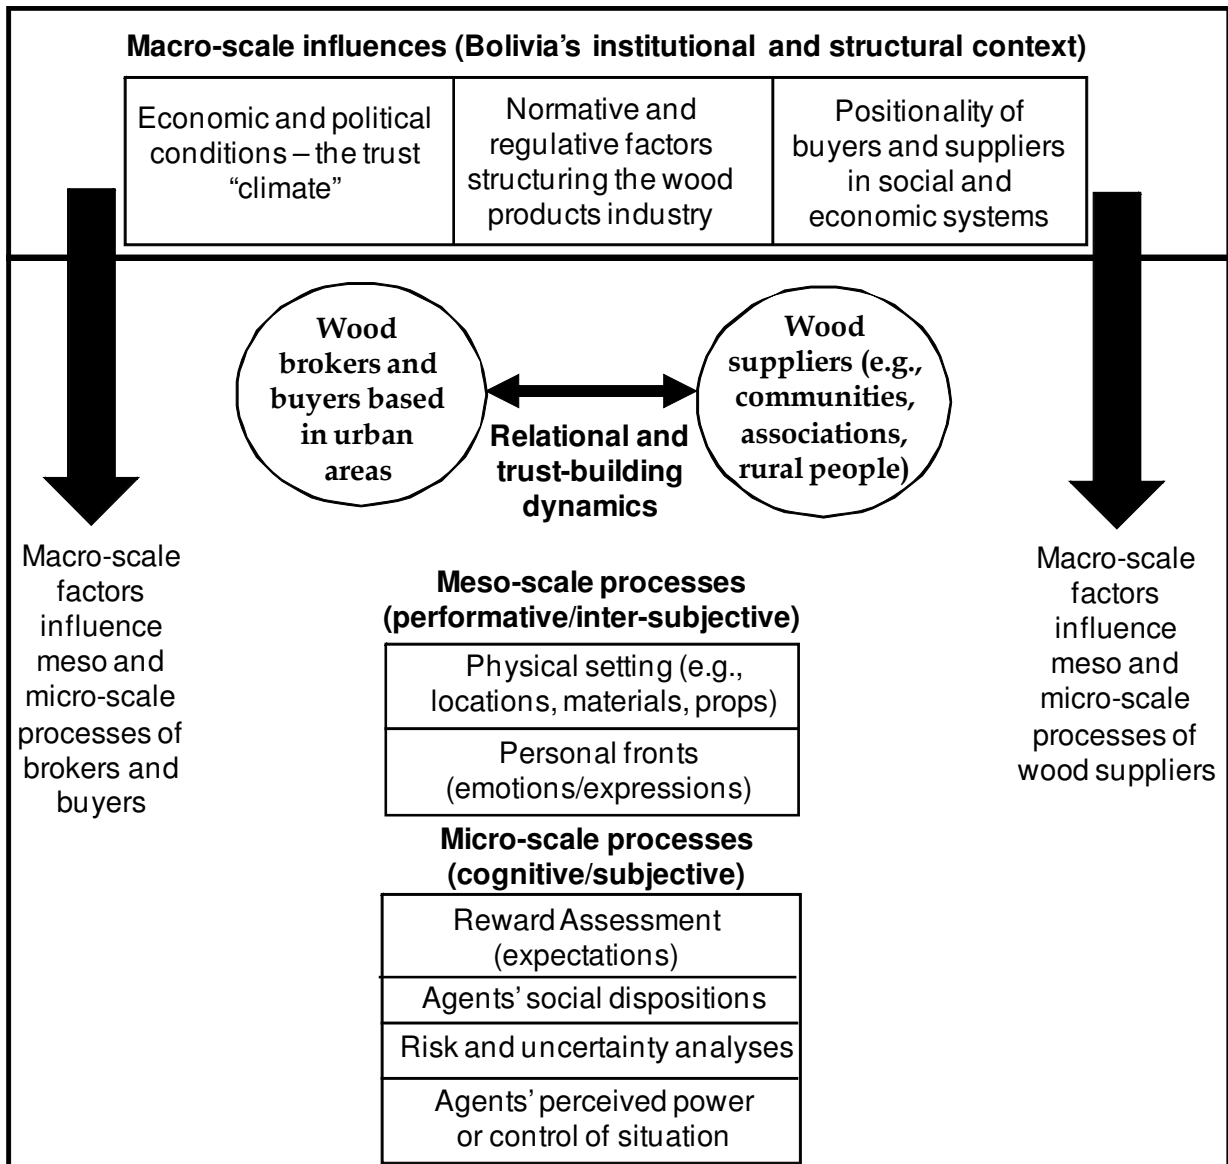 Macro-scale influences (Bolivia's institutional and structural context)
Economic and political
conditions – the trust
“climate”
Normative and
regulative factors
structuring the wood
products industry
Positionality of
buyers and suppliers
in social and
economic systems
Wood
brokers and
buyers based
in urban
areas
Relational and
trust-building
dynamics
Wood
suppliers (e.g.,
communities,
associations,
rural people)
Macro-scale
factors
influence
meso and
micro-scale
processes of
brokers and
buyers
Meso-scale processes
(performative/inter-subjective)
Physical setting (e.g.,
locations, materials, props)
Personal fronts
(emotions/expressions)
Micro-scale processes
(cognitive/subjective)
Reward Assessment
(expectations)
Agents’ social dispositions
Risk and uncertainty analyses
Agents’ perceived power
or control of situation
Macro-scale
factors
influence
meso and
micro-scale
processes of
wood suppliers